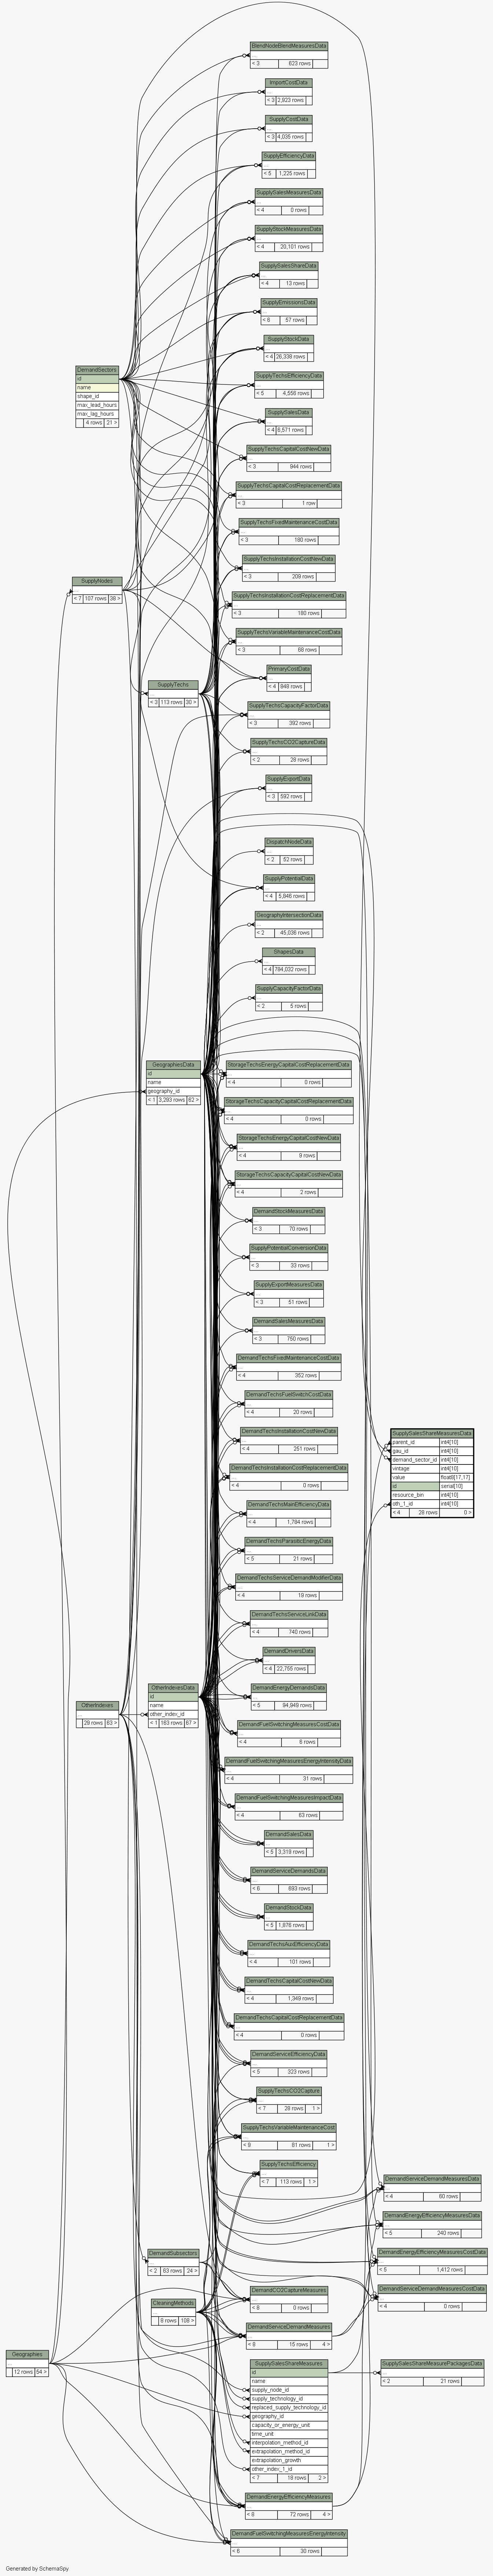 BlendNodeBlendMeasuresData
...
< 3 623 rows
ImportCostData
...
< 3 2,923 rows
SupplyCostData
...
< 3 4,035 rows
SupplyEfficiencyData
...
< 5 1,225 rows
SupplySalesMeasuresData
...
< 4 0 rows
SupplyStockMeasuresData
...
< 4 20,101 rows
SupplySalesShareData
...
< 4 13 rows
SupplyEmissionsData
...
< 6 57 rows
SupplyStockData
...
< 4 26,338 rows
DemandSectors
id
name
shape_id
max_lead_hours
max_lag_hours
4 rows 21 >
SupplyTechsEfficiencyData
...
< 5 4,556 rows
SupplySalesData
...
< 4 6,571 rows
SupplyTechsCapitalCostNewData
...
< 3 944 rows
SupplyTechsCapitalCostReplacementData
...
< 3 1 row
SupplyTechsFixedMaintenanceCostData
...
< 3 180 rows
SupplyTechsInstallationCostNewData
...
< 3 209 rows
SupplyNodes
...
< 7 107 rows 38 >
SupplyTechsInstallationCostReplacementData
...
< 3 180 rows
SupplyTechsVariableMaintenanceCostData
...
< 3 68 rows
PrimaryCostData
...
< 4 948 rows
SupplyTechs
...
< 3 113 rows 30 >
SupplyTechsCapacityFactorData
...
< 3 392 rows
SupplyTechsCO2CaptureData
...
< 2 28 rows
SupplyExportData
...
< 3 592 rows
DispatchNodeData
...
< 2 52 rows
SupplyPotentialData
...
< 4 5,846 rows
GeographyIntersectionData
...
< 2 45,036 rows
ShapesData
...
< 4 784,032 rows
SupplyCapacityFactorData
...
< 2 5 rows
GeographiesData
id
name
geography_id
< 1 3,293 rows 82 >
StorageTechsEnergyCapitalCostReplacementData
...
< 4 0 rows
StorageTechsCapacityCapitalCostReplacementData
...
< 4 0 rows
StorageTechsEnergyCapitalCostNewData
...
< 4 9 rows
StorageTechsCapacityCapitalCostNewData
...
< 4 2 rows
DemandStockMeasuresData
...
< 3 70 rows
SupplyPotentialConversionData
...
< 3 33 rows
SupplyExportMeasuresData
...
< 3 51 rows
DemandSalesMeasuresData
...
< 3 750 rows
DemandTechsFixedMaintenanceCostData
...
< 4 352 rows
DemandTechsFuelSwitchCostData
...
< 4 20 rows
DemandTechsInstallationCostNewData
...
< 4 251 rows
SupplySalesShareMeasuresData
parent_id int4[10]
gau_id int4[10]
demand_sector_id int4[10]
vintage int4[10]
value float8[17,17]
id serial[10]
resource_bin int4[10]
oth_1_id int4[10]
< 4 28 rows 0 >
DemandTechsInstallationCostReplacementData
...
< 4 0 rows
DemandTechsMainEfficiencyData
...
< 4 1,784 rows
DemandTechsParasiticEnergyData
...
< 5 21 rows
DemandTechsServiceDemandModifierData
...
< 4 19 rows
DemandTechsServiceLinkData
...
< 4 740 rows
DemandDriversData
...
< 4 22,755 rows
DemandEnergyDemandsData
...
< 5 94,949 rows
OtherIndexesData
id
name
other_index_id
< 1 163 rows 67 >
OtherIndexes
...
29 rows 83 >
DemandFuelSwitchingMeasuresCostData
...
< 4 6 rows
DemandFuelSwitchingMeasuresEnergyIntensityData
...
< 4 31 rows
DemandFuelSwitchingMeasuresImpactData
...
< 4 63 rows
DemandSalesData
...
< 5 3,319 rows
DemandServiceDemandsData
...
< 6 693 rows
DemandStockData
...
< 5 1,876 rows
DemandTechsAuxEfficiencyData
...
< 4 101 rows
DemandTechsCapitalCostNewData
...
< 4 1,349 rows
DemandTechsCapitalCostReplacementData
...
< 4 0 rows
DemandServiceEfficiencyData
...
< 5 323 rows
SupplyTechsCO2Capture
...
< 7 28 rows 1 >
SupplyTechsVariableMaintenanceCost
...
< 9 81 rows 1 >
SupplyTechsEfficiency
...
< 7 113 rows 1 >
DemandServiceDemandMeasuresData
...
< 4 60 rows
DemandEnergyEfficiencyMeasuresData
...
< 5 240 rows
DemandSubsectors
...
< 2 63 rows 24 >
DemandEnergyEfficiencyMeasuresCostData
...
< 5 1,412 rows
DemandServiceDemandMeasuresCostData
...
< 4 0 rows
DemandCO2CaptureMeasures
...
< 8 0 rows
CleaningMethods
...
8 rows 108 >
DemandServiceDemandMeasures
...
< 8 15 rows 4 >
Geographies
...
12 rows 64 >
SupplySalesShareMeasures
id
name
supply_node_id
supply_technology_id
replaced_supply_technology_id
geography_id
capacity_or_energy_unit
time_unit
interpolation_method_id
extrapolation_method_id
extrapolation_growth
other_index_1_id
< 7 18 rows 2 >
SupplySalesShareMeasurePackagesData
...
< 2 21 rows
DemandEnergyEfficiencyMeasures
...
< 8 72 rows 4 >
DemandFuelSwitchingMeasuresEnergyIntensity
...
< 6 30 rows
Generated by SchemaSpy